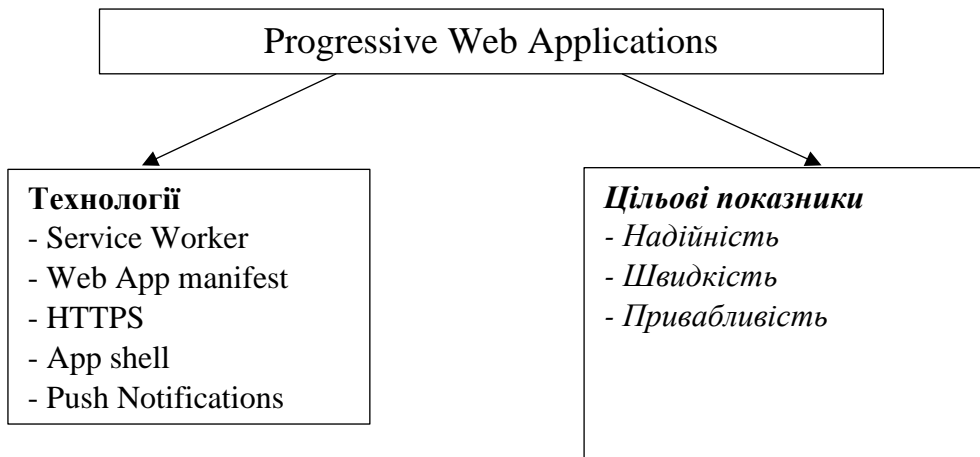 Progressive Web Applications
Технології
- Service Worker
- Web App manifest
- HTTPS
- App shell
- Push Notifications
Цільові показники
- Надійність
- Швидкість
- Привабливість